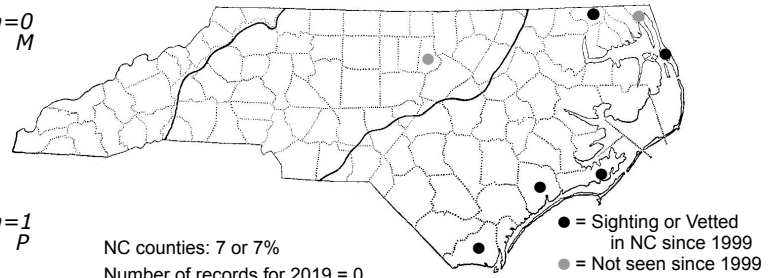 n=0
M
n=1
P
NC counties: 7 or 7%
Number of records for 2019 = 0
● = Sighting or Vetted
in NC since 1999
● = Not seen since 1999